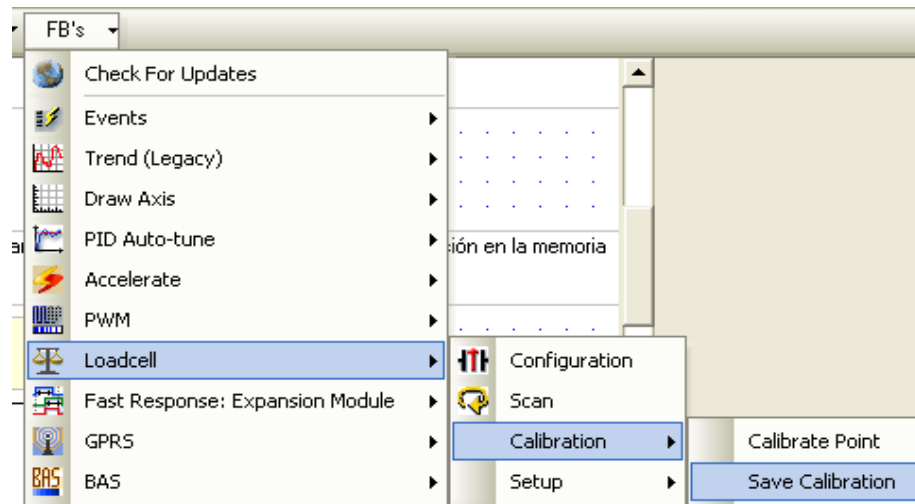 FB's
Check For Updates
Events
Trend (Legacy)
Draw Axis
PID Auto-tune
ión en la memoria
Accelerate
PWM
Loadcell
Configuration
Fast Response: Expansion Module
Scan
GPRS
Calibration
Calibrate Point
BAS
BAS
Setup
Save Calibration